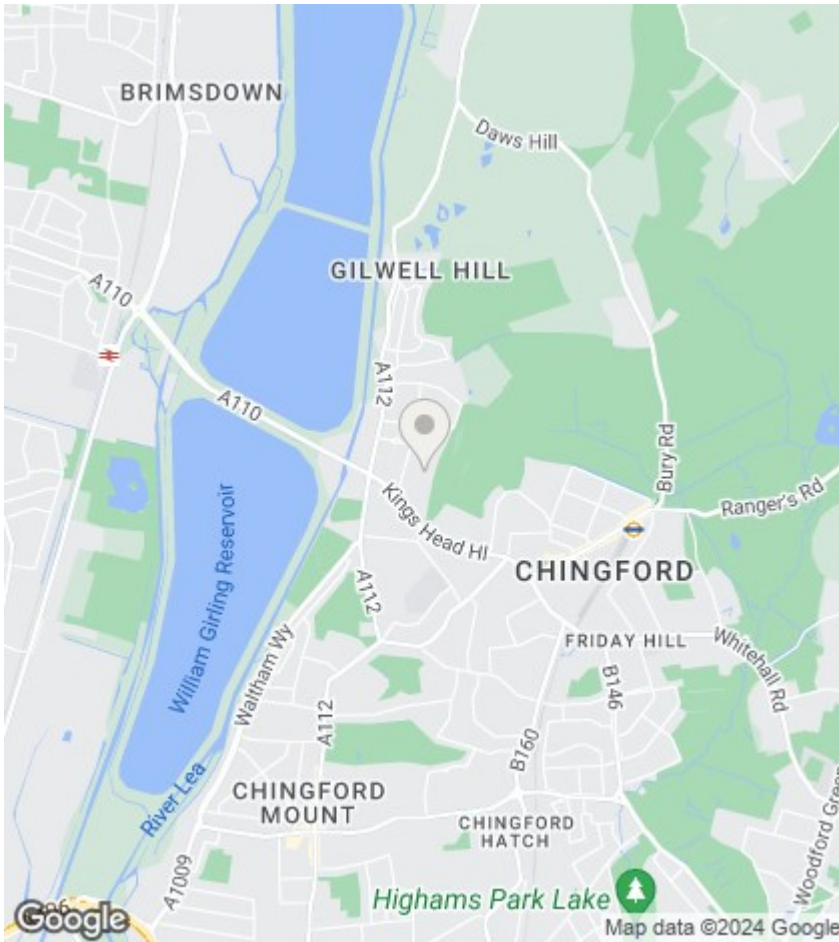 BRIMSDOWN
Daws Hill
GILWELL HILL
A110
A112
A110
Bury Rd
Ranger's Rd
Kings Head Hl
William Girling Reservoir
CHINGFORD
A112
FRIDAY HILL
Whitehall Rd
Waltham Wy
B146
A112
B160
River Lea
CHINGFORD
MOUNT
CHINGFORD
HATCH
Woodford Green
A1009
Highams Park Lake
Google
Map data ©2024 Google